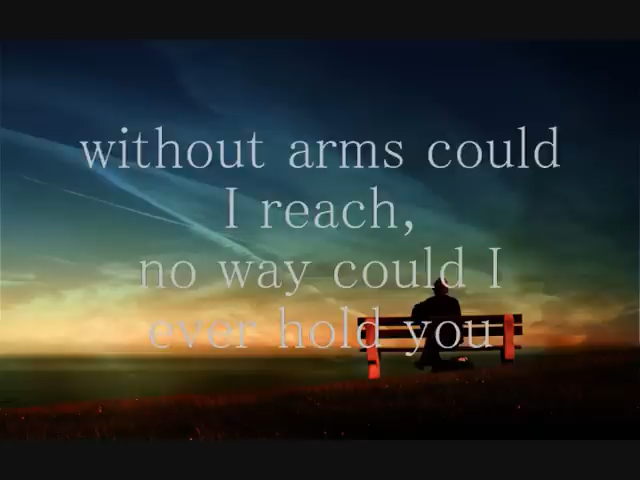 without arms could
I reach,
no way could I
ever hold you